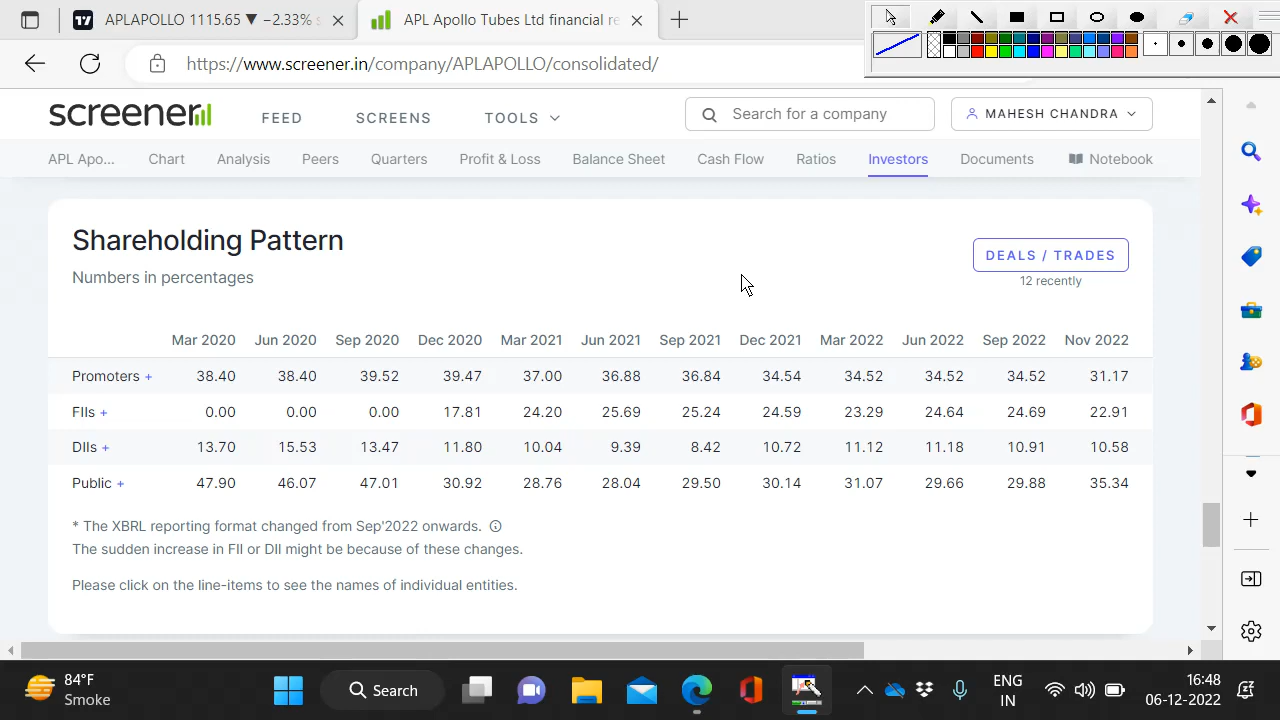 APLAPOLLO 1115.65 ▼ −2.33%
APL Apollo Tubes Ltd financial re
https://www.screener.in/company/APLAPOLLO/consolidated/
screener
FEED SCREENS TOOLS
Search for a company
MAHESH CHANDRA
APL Apo... Chart Analysis Peers Quarters Profit & Loss Balance Sheet Cash Flow Ratios Investors Documents Notebook
Shareholding Pattern
Numbers in percentages
DEALS / TRADES
12 recently
Mar 2020 Jun 2020 Sep 2020 Dec 2020 Mar 2021 Jun 2021 Sep 2021 Dec 2021 Mar 2022 Jun 2022 Sep 2022 Nov 2022
Promoters + 38.40 38.40 39.52 39.47 37.00 36.88 36.84 34.54 34.52 34.52 34.52 31.17
FIIs + 0.00 0.00 0.00 17.81 24.20 25.69 25.24 24.59 23.29 24.64 24.69 22.91
DIIs + 13.70 15.53 13.47 11.80 10.04 9.39 8.42 10.72 11.12 11.18 10.91 10.58
Public + 47.90 46.07 47.01 30.92 28.76 28.04 29.50 30.14 31.07 29.66 29.88 35.34
* The XBRL reporting format changed from Sep'2022 onwards.
The sudden increase in FII or DII might be because of these changes.
Please click on the line-items to see the names of individual entities.
84°F
Smoke
Search
ENG
IN
16:48
06-12-2022